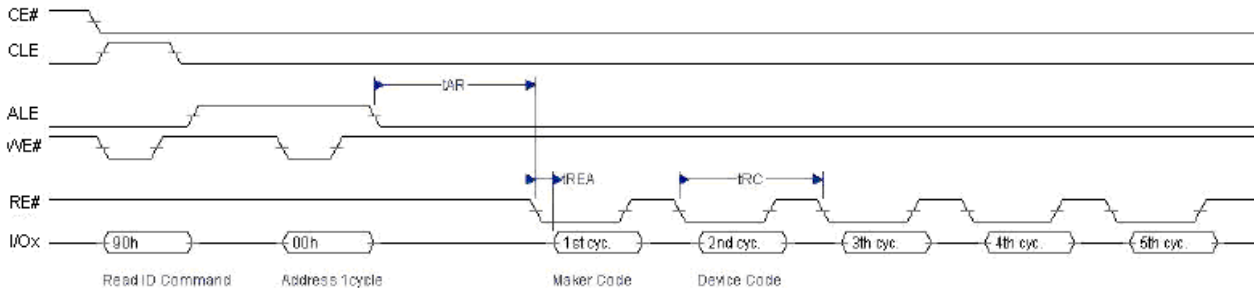 CE#
CLE
tAR
ALE
WE#
tREA
tRC
RE#
I/Ox
90h
00h
1st cyc.
2nd cyc.
3th cyc.
4th cyc.
5th cyc.
Read ID Command
Address 1cycle
Maker Code
Device Code